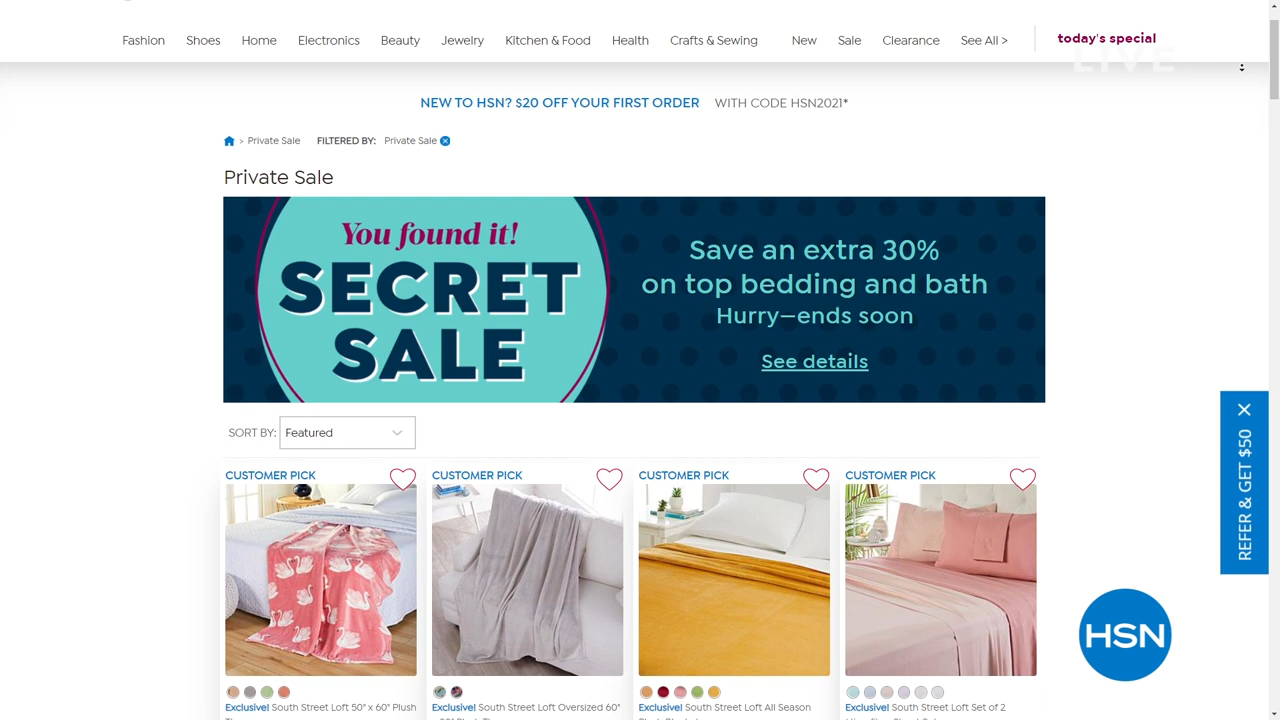 Fashion Shoes Home Electronics Beauty Jewelry Kitchen & Food Health Crafts & Sewing New Sale Clearance See All > today's special
LIVE
NEW TO HSN? $20 OFF YOUR FIRST ORDER WITH CODE HSN2021*
> Private Sale FILTERED BY: Private Sale
Private Sale
You found it!
SECRET
SALE
Save an extra 30%
on top bedding and bath
Hurry—ends soon
See details
REFER & GET $50
SORT BY: Featured
CUSTOMER PICK CUSTOMER PICK CUSTOMER PICK CUSTOMER PICK
HSN
Exclusive! South Street Loft 50" x 60" Plush
Exclusive! South Street Loft Oversized 60"
Exclusive! South Street Loft All Season
Exclusive! South Street Loft Set of 2